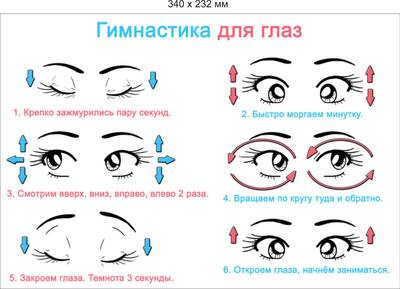 340 x 232 мм
Гимнастика для глаз
1. Крепко зажмурились пару секунд.
2. Быстро моргаем минутку.
3. Смотрим вверх, вниз, вправо, влево 2 раза.
4. Вращаем по кругу туда и обратно.
5. Закроем глаза. Темнота 3 секунды.
6. Откроем глаза, начнём заниматься.